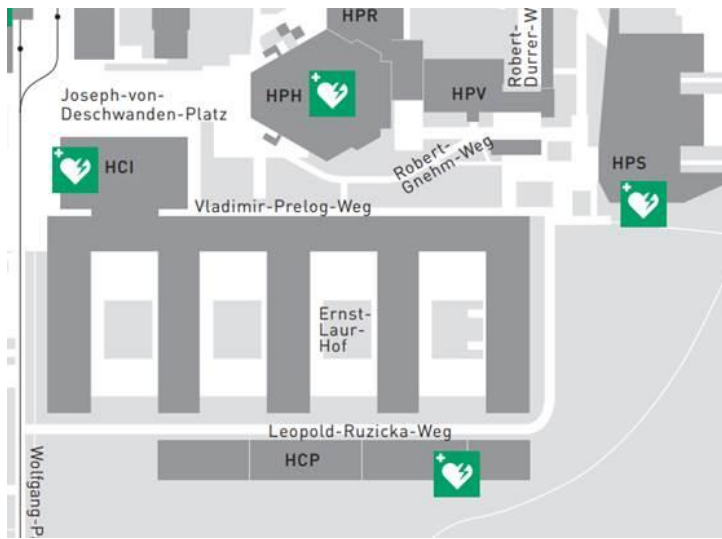 HPR
Robert-
Durrer-W
HPH
HPV
Joseph-von-
Deschwanden-Platz
Robert-
Gnehm-Weg
HCI
HPS
Vladimir-Prelog-Weg
Ernst-
Laur-
Hof
Leopold-Ruzicka-Weg
HCP
Wolfgang-P